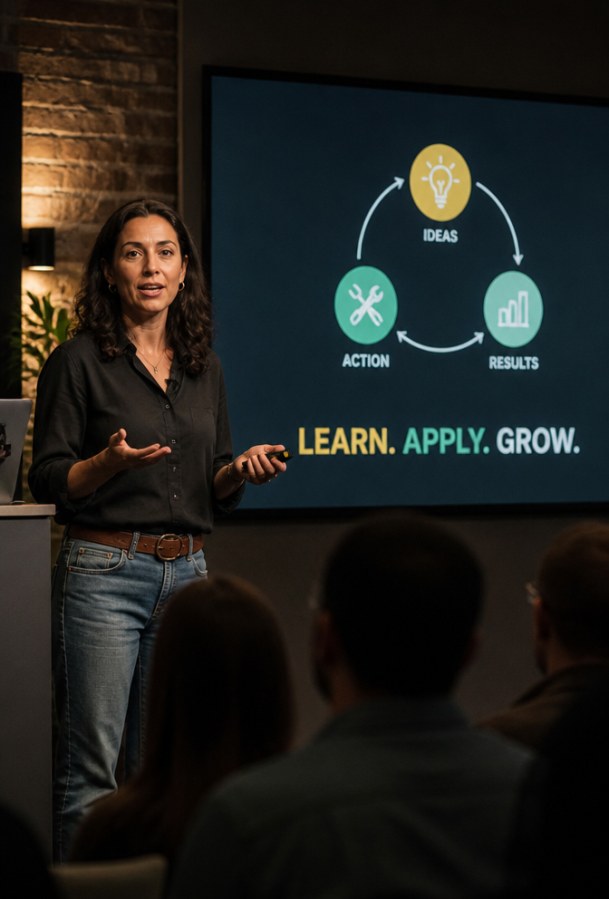 IDEAS
ACTION
RESULTS
LEARN. APPLY. GROW.